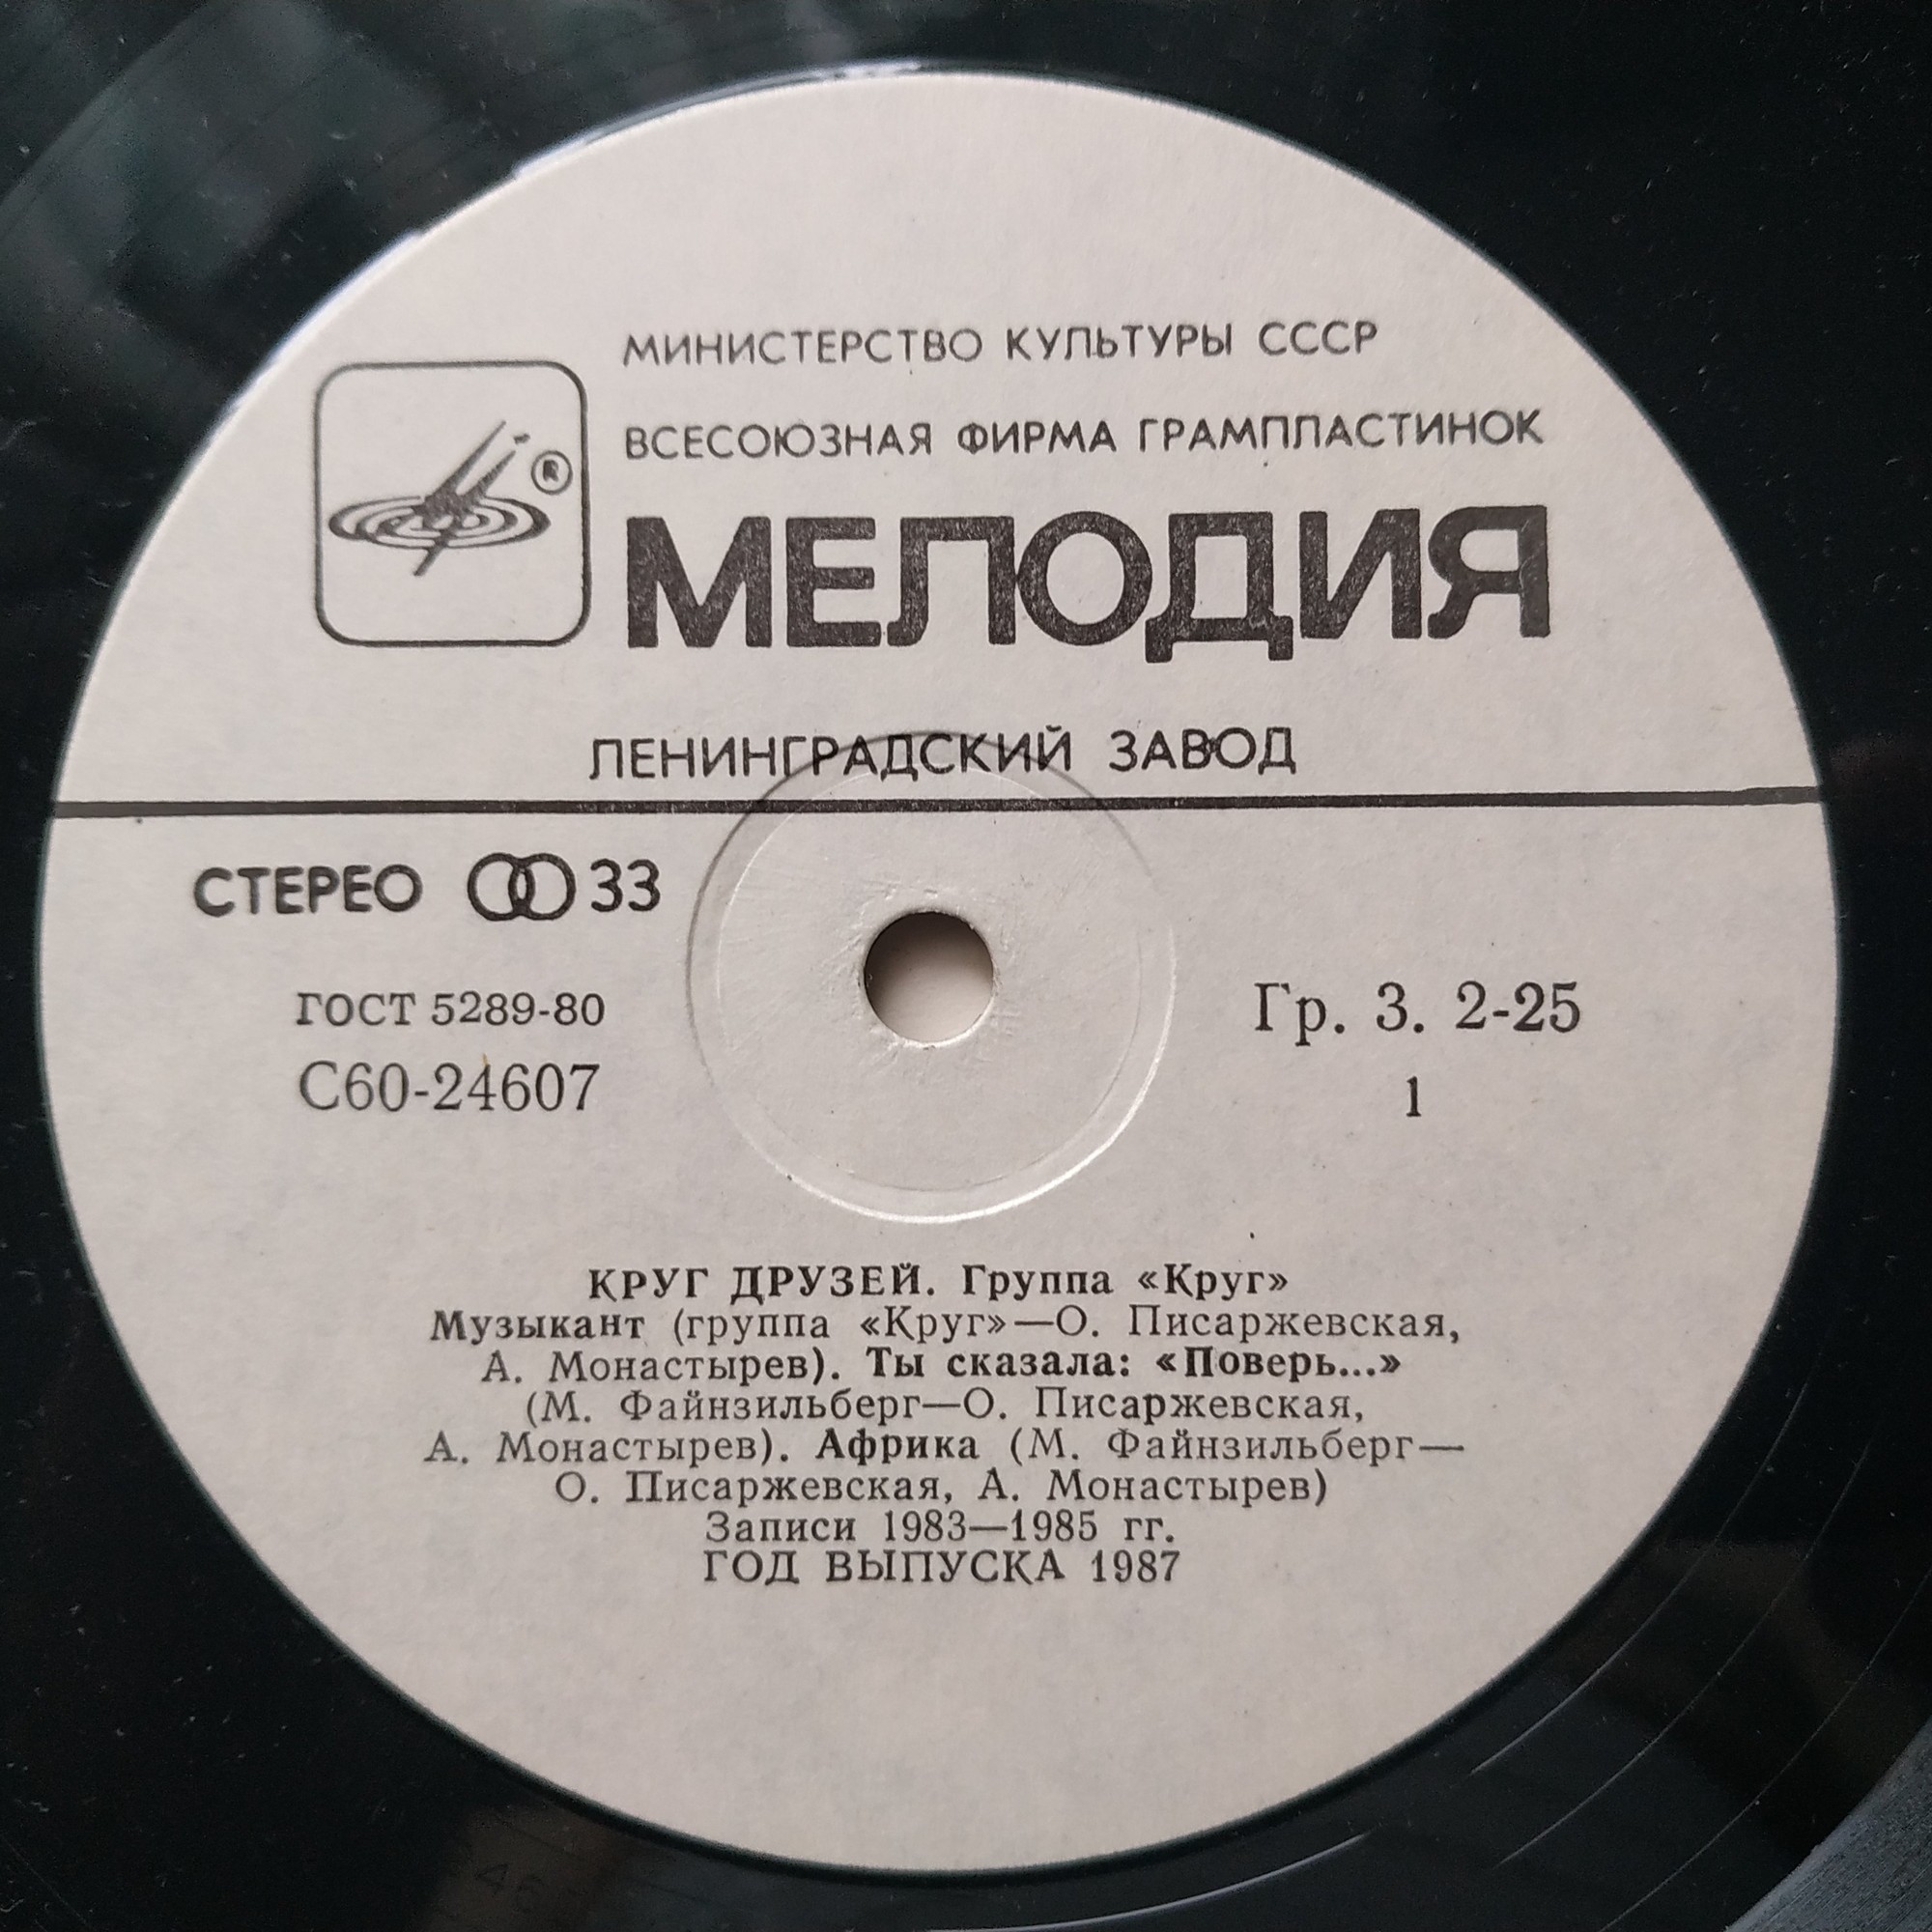 МИНИСТЕРСТВО КУЛЬТУРЫ СССР
ВСЕСОЮЗНАЯ ФИРМА ГРАМПЛАСТИНОК
®
МЕЛОДИЯ
ЛЕНИНГРАДСКИЙ ЗАВОД
СТЕРЕО 33
ГОСТ 5289-80
Гр. 3. 2-25
С60-24607
1
КРУГ ДРУЗЕЙ. Группа «Круг»
Музыкант (группа «Круг»—О. Писаржевская,
А. Монастырев). Ты сказала: «Поверь...»
(М. Файнзильберг—О. Писаржевская,
А. Монастырев). Африка (М. Файнзильберг—
О. Писаржевская, А. Монастырев)
Записи 1983—1985 гг.
ГОД ВЫПУСКА 1987